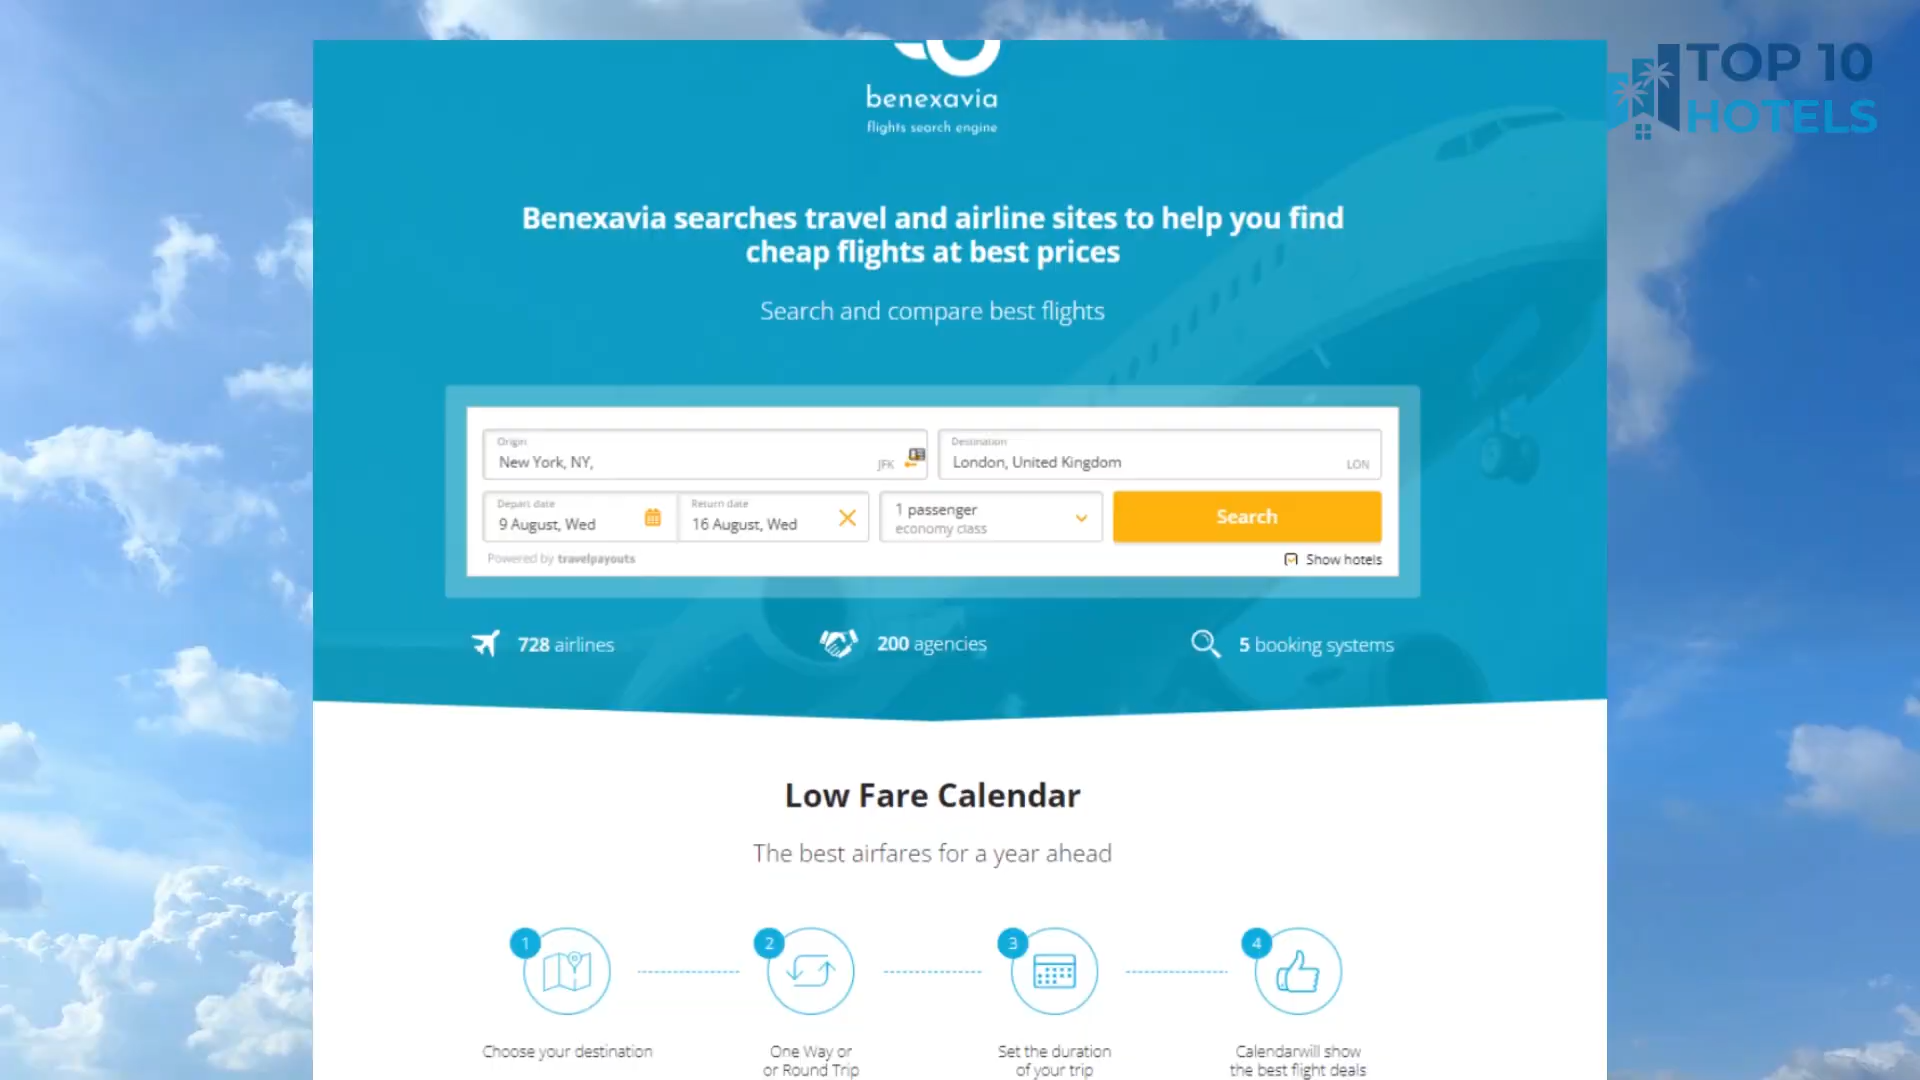 TOP 10
HOTELS
benexavia
flights search engine
Benexavia searches travel and airline sites to help you find
cheap flights at best prices
Search and compare best flights
Origin
New York, NY,
JFK
Destination
London, United Kingdom
LON
Depart date
9 August, Wed
Return date
16 August, Wed
1 passenger
economy class
Search
Powered by travelpayouts
Show hotels
728 airlines
200 agencies
5 booking systems
Low Fare Calendar
The best airfares for a year ahead
1
2
3
4
Choose your destination
One Way or
or Round Trip
Set the duration
of your trip
Calendarwill show
the best flight deals